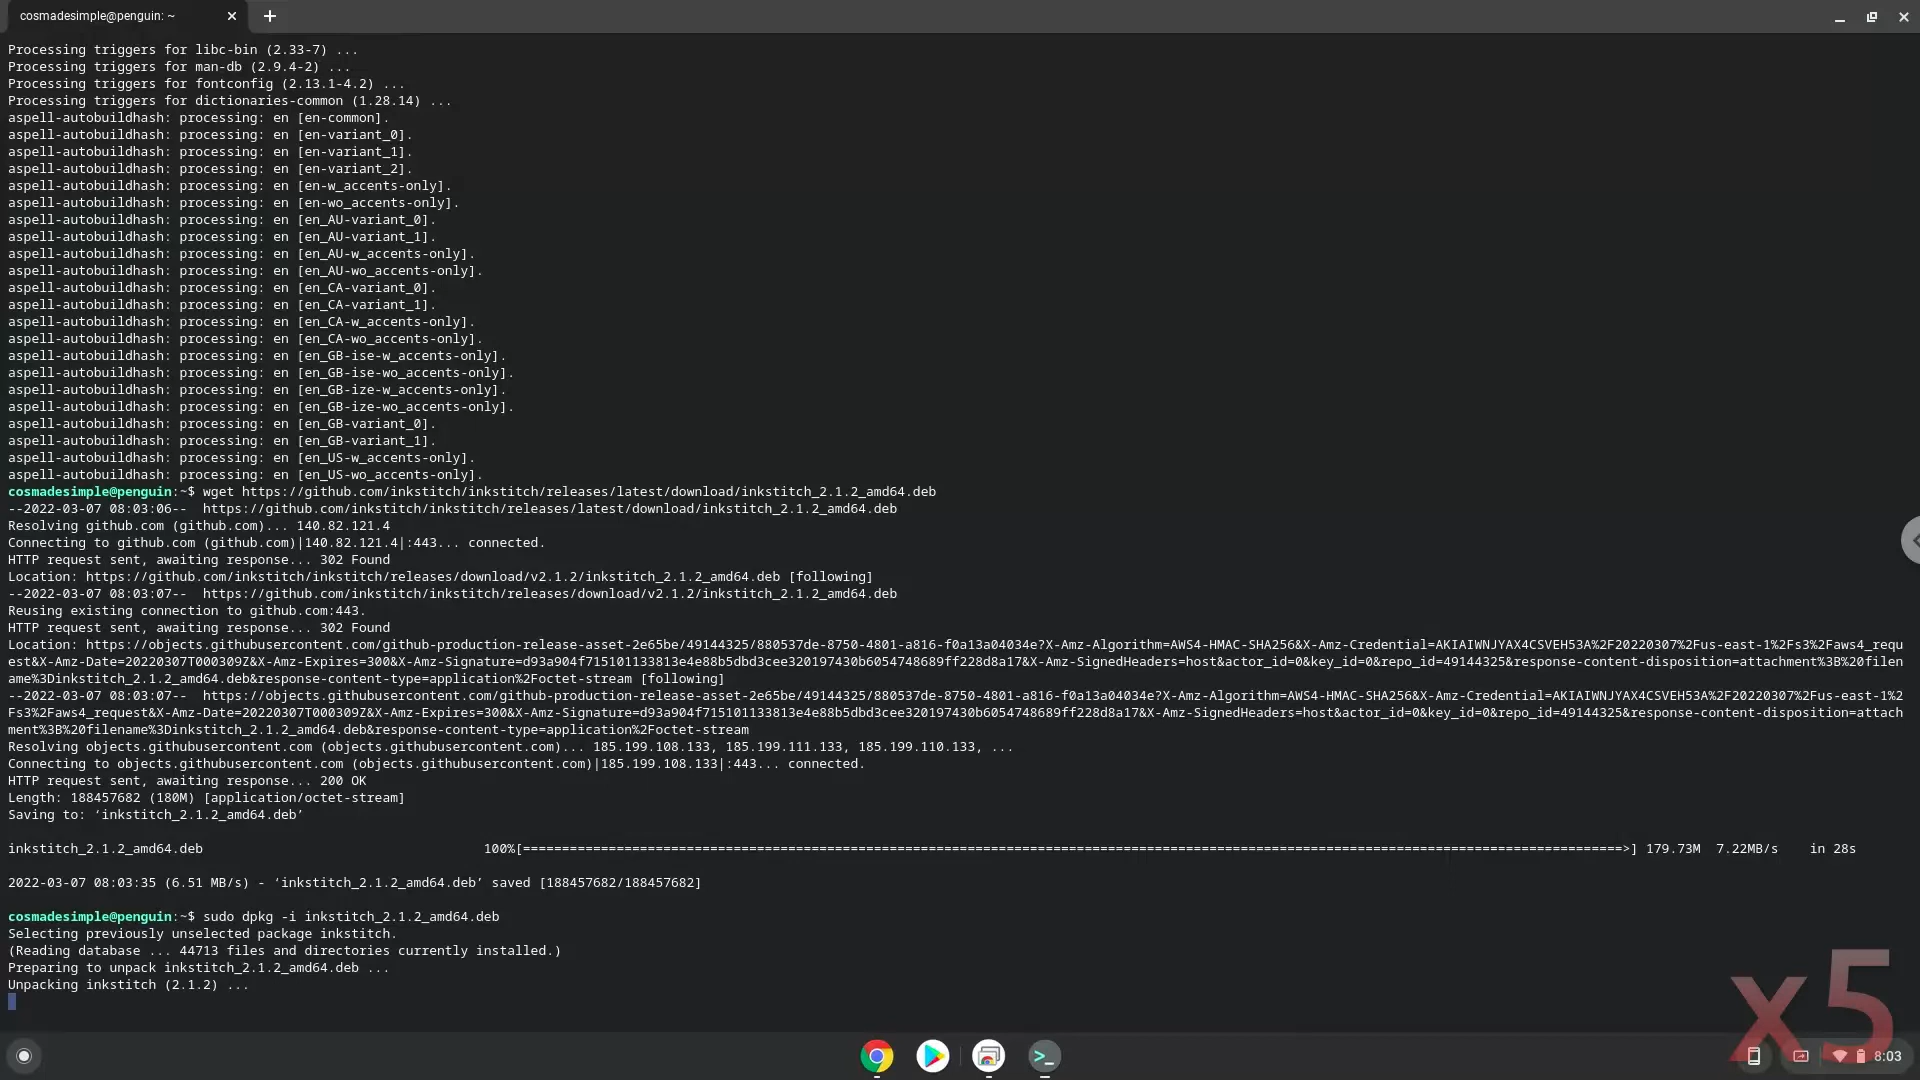 cosmadesimple@penguin: ~
Processing triggers for libc-bin (2.33-7) ...
Processing triggers for man-db (2.9.4-2) ...
Processing triggers for fontconfig (2.13.1-4.2) ...
Processing triggers for dictionaries-common (1.28.14) ...
aspell-autobuildhash: processing: en [en-common].
aspell-autobuildhash: processing: en [en-variant_0].
aspell-autobuildhash: processing: en [en-variant_1].
aspell-autobuildhash: processing: en [en-variant_2].
aspell-autobuildhash: processing: en [en-w_accents-only].
aspell-autobuildhash: processing: en [en-wo_accents-only].
aspell-autobuildhash: processing: en [en_AU-variant_0].
aspell-autobuildhash: processing: en [en_AU-variant_1].
aspell-autobuildhash: processing: en [en_AU-w_accents-only].
aspell-autobuildhash: processing: en [en_AU-wo_accents-only].
aspell-autobuildhash: processing: en [en_CA-variant_0].
aspell-autobuildhash: processing: en [en_CA-variant_1].
aspell-autobuildhash: processing: en [en_CA-w_accents-only].
aspell-autobuildhash: processing: en [en_CA-wo_accents-only].
aspell-autobuildhash: processing: en [en_GB-ise-w_accents-only].
aspell-autobuildhash: processing: en [en_GB-ise-wo_accents-only].
aspell-autobuildhash: processing: en [en_GB-ize-w_accents-only].
aspell-autobuildhash: processing: en [en_GB-ize-wo_accents-only].
aspell-autobuildhash: processing: en [en_GB-variant_0].
aspell-autobuildhash: processing: en [en_GB-variant_1].
aspell-autobuildhash: processing: en [en_US-w_accents-only].
aspell-autobuildhash: processing: en [en_US-wo_accents-only].
cosmadesimple@penguin:~$ wget https://github.com/inkstitch/inkstitch/releases/latest/download/inkstitch_2.1.2_amd64.deb
--2022-03-07 08:03:06--  https://github.com/inkstitch/inkstitch/releases/latest/download/inkstitch_2.1.2_amd64.deb
Resolving github.com (github.com)... 140.82.121.4
Connecting to github.com (github.com)|140.82.121.4|:443... connected.
HTTP request sent, awaiting response... 302 Found
Location: https://github.com/inkstitch/inkstitch/releases/download/v2.1.2/inkstitch_2.1.2_amd64.deb [following]
--2022-03-07 08:03:07--  https://github.com/inkstitch/inkstitch/releases/download/v2.1.2/inkstitch_2.1.2_amd64.deb
Reusing existing connection to github.com:443.
HTTP request sent, awaiting response... 302 Found
Location: https://objects.githubusercontent.com/github-production-release-asset-2e65be/49144325/880537de-8750-4801-a816-f0a13a04034e?X-Amz-Algorithm=AWS4-HMAC-SHA256&X-Amz-Credential=AKIAIWNJYAX4CSVEH53A%2F20220307%2Fus-east-1%2Fs3%2Faws4_requ
est&X-Amz-Date=20220307T000309Z&X-Amz-Expires=300&X-Amz-Signature=d93a904f715101133813e4e88b5dbd3cee320197430b6054748689ff228d8a17&X-Amz-SignedHeaders=host&actor_id=0&key_id=0&repo_id=49144325&response-content-disposition=attachment%3B%20filen
ame%3Dinkstitch_2.1.2_amd64.deb&response-content-type=application%2Foctet-stream [following]
--2022-03-07 08:03:07--  https://objects.githubusercontent.com/github-production-release-asset-2e65be/49144325/880537de-8750-4801-a816-f0a13a04034e?X-Amz-Algorithm=AWS4-HMAC-SHA256&X-Amz-Credential=AKIAIWNJYAX4CSVEH53A%2F20220307%2Fus-east-1%2
Fs3%2Faws4_request&X-Amz-Date=20220307T000309Z&X-Amz-Expires=300&X-Amz-Signature=d93a904f715101133813e4e88b5dbd3cee320197430b6054748689ff228d8a17&X-Amz-SignedHeaders=host&actor_id=0&key_id=0&repo_id=49144325&response-content-disposition=attach
ment%3B%20filename%3Dinkstitch_2.1.2_amd64.deb&response-content-type=application%2Foctet-stream
Resolving objects.githubusercontent.com (objects.githubusercontent.com)... 185.199.108.133, 185.199.111.133, 185.199.110.133, ...
Connecting to objects.githubusercontent.com (objects.githubusercontent.com)|185.199.108.133|:443... connected.
HTTP request sent, awaiting response... 200 OK
Length: 188457682 (180M) [application/octet-stream]
Saving to: ‘inkstitch_2.1.2_amd64.deb’
inkstitch_2.1.2_amd64.deb 100%[=============================================================================================================================================>] 179.73M 7.22MB/s in 28s
2022-03-07 08:03:35 (6.51 MB/s) - ‘inkstitch_2.1.2_amd64.deb’ saved [188457682/188457682]
cosmadesimple@penguin:~$ sudo dpkg -i inkstitch_2.1.2_amd64.deb
Selecting previously unselected package inkstitch.
(Reading database ... 44713 files and directories currently installed.)
Preparing to unpack inkstitch_2.1.2_amd64.deb ...
Unpacking inkstitch (2.1.2) ...
x5
8:03